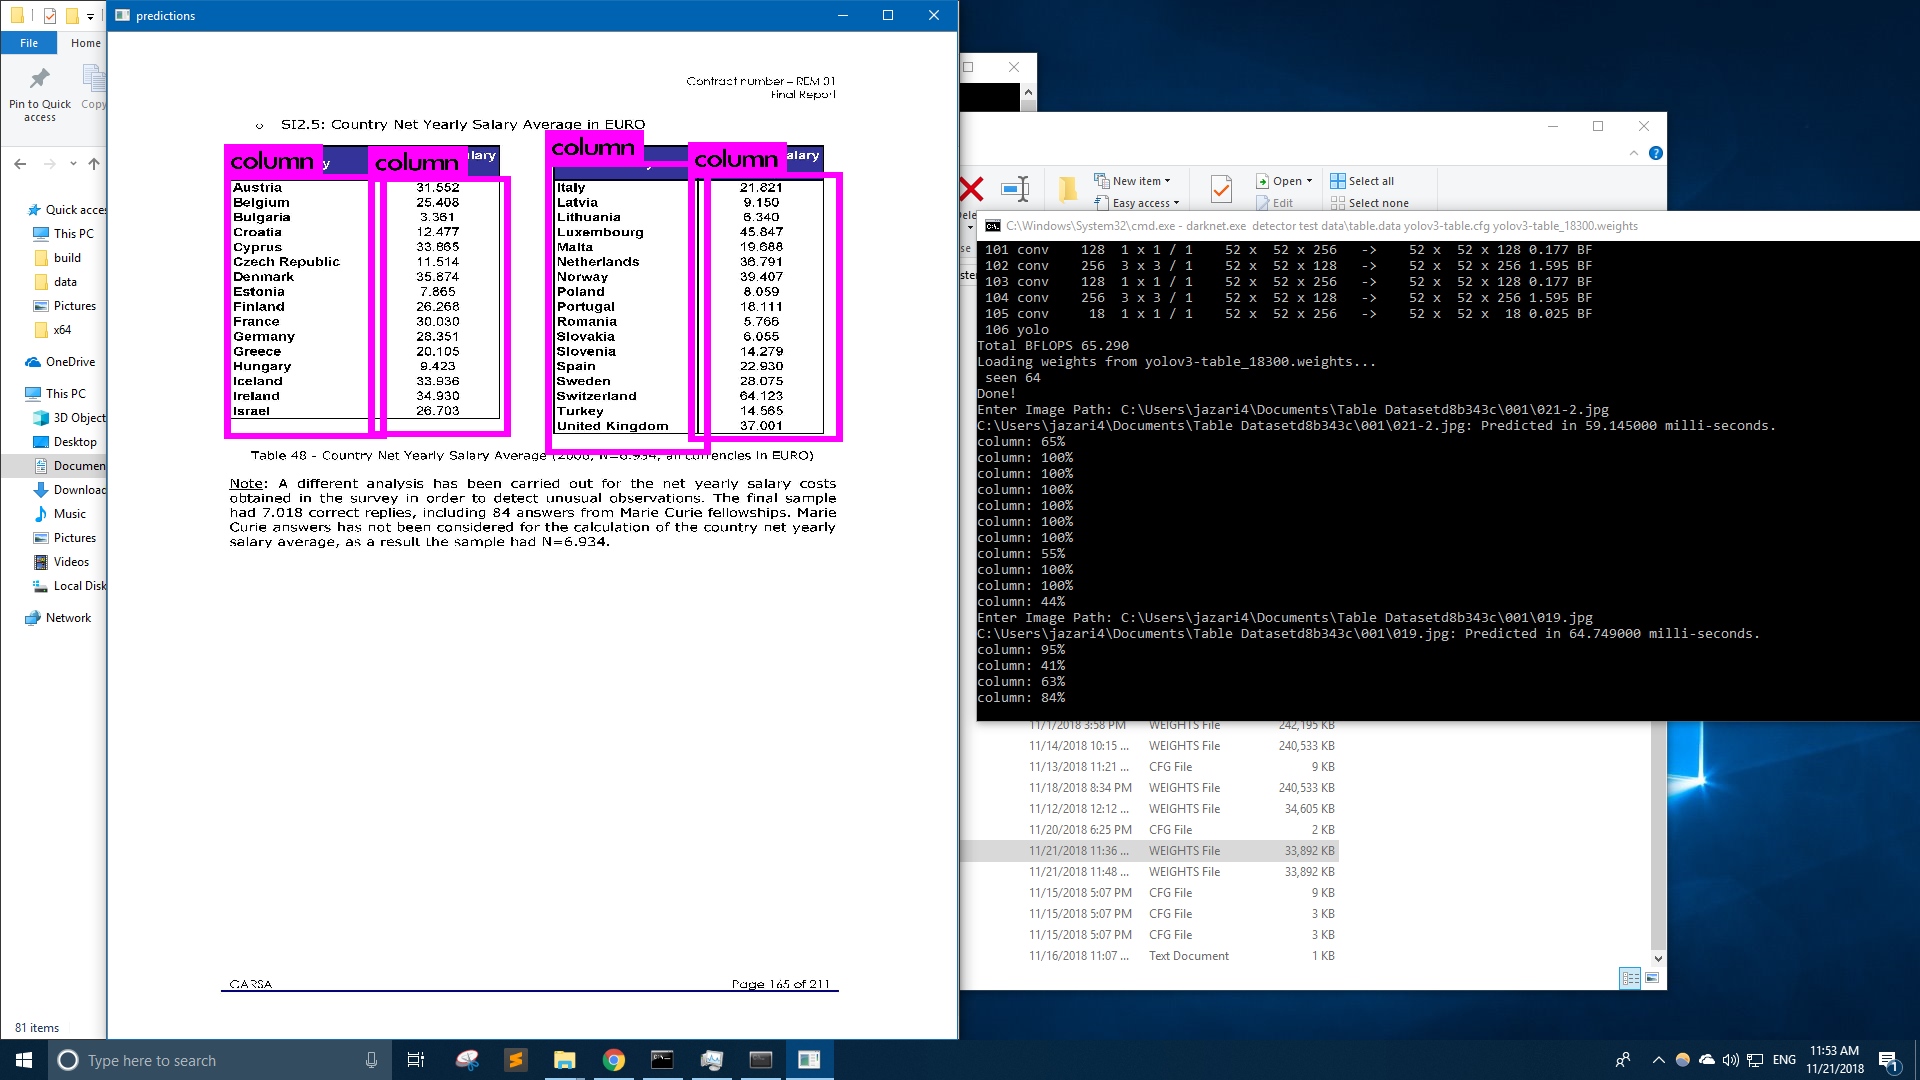 predictions
File
Home
Pin to Quick
access
Copy
Quick acces
This PC
build
data
Pictures
x64
OneDrive
This PC
3D Object
Desktop
Documen
Download
Music
Pictures
Videos
Local Disk
Network
81 items
Contract number – REM 01
Final Report
o SI2.5: Country Net Yearly Salary Average in EURO
column
y
column
lary
Austria 31.552
Belgium 25.408
Bulgaria 3.361
Croatia 12.477
Cyprus 33.865
Czech Republic 11.514
Denmark 35.874
Estonia 7.865
Finland 26.268
France 30.030
Germany 28.351
Greece 20.105
Hungary 9.423
Iceland 33.936
Ireland 34.930
Israel 26.703
column
column
alary
Italy 21.821
Latvia 9.150
Lithuania 6.340
Luxembourg 45.847
Malta 19.688
Netherlands 36.791
Norway 39.407
Poland 8.059
Portugal 18.111
Romania 5.766
Slovakia 6.055
Slovenia 14.279
Spain 22.930
Sweden 28.075
Switzerland 64.123
Turkey 14.565
United Kingdom 37.001
Table 48 - Country Net Yearly Salary Average (2006, N=6.934, all currencies in EURO)
Note: A different analysis has been carried out for the net yearly salary costs
obtained in the survey in order to detect unusual observations. The final sample
had 7.018 correct replies, including 84 answers from Marie Curie fellowships. Marie
Curie answers has not been considered for the calculation of the country net yearly
salary average, as a result the sample had N=6.934.
CARSA Page 165 of 211
New item
Open
Select all
Easy access
Edit
Select none
C:\Windows\System32\cmd.exe - darknet.exe detector test data\table.data yolov3-table.cfg yolov3-table_18300.weights
101 conv 128 1 x 1 / 1 52 x 52 x 256 -> 52 x 52 x 128 0.177 BF
102 conv 256 3 x 3 / 1 52 x 52 x 128 -> 52 x 52 x 256 1.595 BF
103 conv 128 1 x 1 / 1 52 x 52 x 256 -> 52 x 52 x 128 0.177 BF
104 conv 256 3 x 3 / 1 52 x 52 x 128 -> 52 x 52 x 256 1.595 BF
105 conv 18 1 x 1 / 1 52 x 52 x 256 -> 52 x 52 x 18 0.025 BF
106 yolo
Total BFLOPS 65.290
Loading weights from yolov3-table_18300.weights...
seen 64
Done!
Enter Image Path: C:\Users\jazari4\Documents\Table Datasetd8b343c\001\021-2.jpg
C:\Users\jazari4\Documents\Table Datasetd8b343c\001\021-2.jpg: Predicted in 59.145000 milli-seconds.
column: 65%
column: 100%
column: 100%
column: 100%
column: 100%
column: 100%
column: 100%
column: 55%
column: 100%
column: 100%
column: 44%
Enter Image Path: C:\Users\jazari4\Documents\Table Datasetd8b343c\001\019.jpg
C:\Users\jazari4\Documents\Table Datasetd8b343c\001\019.jpg: Predicted in 64.749000 milli-seconds.
column: 95%
column: 41%
column: 63%
column: 84%
11/1/2018 3:58 PM WEIGHTS File 242,195 KB
11/14/2018 10:15 ... WEIGHTS File 240,533 KB
11/13/2018 11:21 ... CFG File 9 KB
11/18/2018 8:34 PM WEIGHTS File 240,533 KB
11/12/2018 12:12 ... WEIGHTS File 34,605 KB
11/20/2018 6:25 PM CFG File 2 KB
11/21/2018 11:36 ... WEIGHTS File 33,892 KB
11/21/2018 11:48 ... WEIGHTS File 33,892 KB
11/15/2018 5:07 PM CFG File 9 KB
11/15/2018 5:07 PM CFG File 3 KB
11/15/2018 5:07 PM CFG File 3 KB
11/16/2018 11:07 ... Text Document 1 KB
Type here to search
ENG
11:53 AM
11/21/2018
1